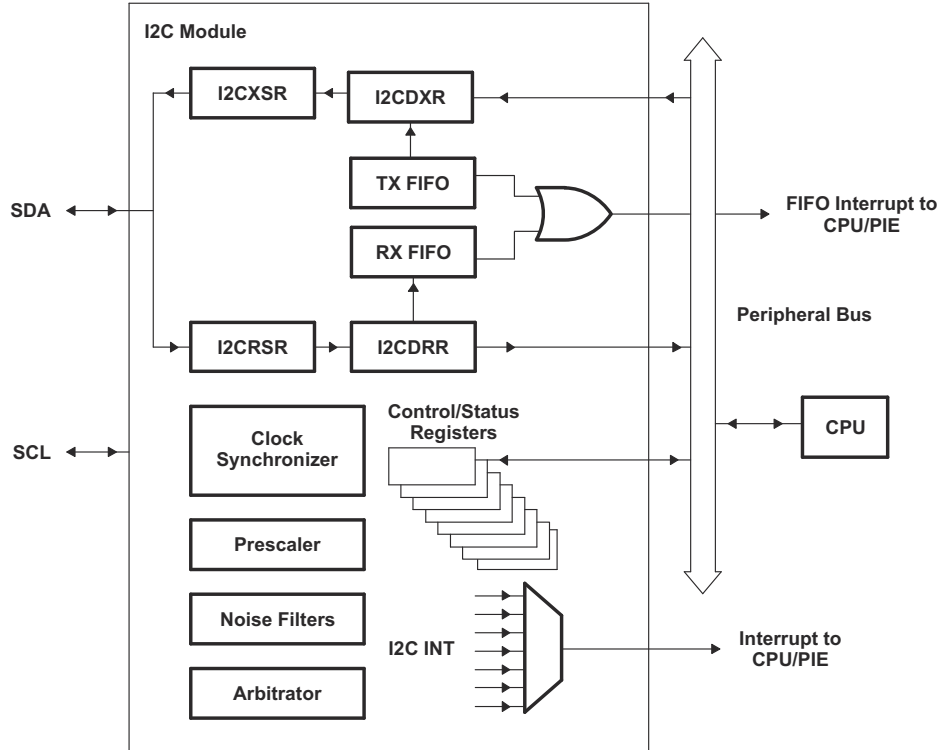 I2C Module
I2CXSR
I2CDXR
TX FIFO
SDA
FIFO Interrupt to
CPU/PIE
RX FIFO
Peripheral Bus
I2CRSR
I2CDRR
Control/Status
Registers
Clock
Synchronizer
SCL
CPU
Prescaler
Noise Filters
I2C INT
Interrupt to
CPU/PIE
Arbitrator